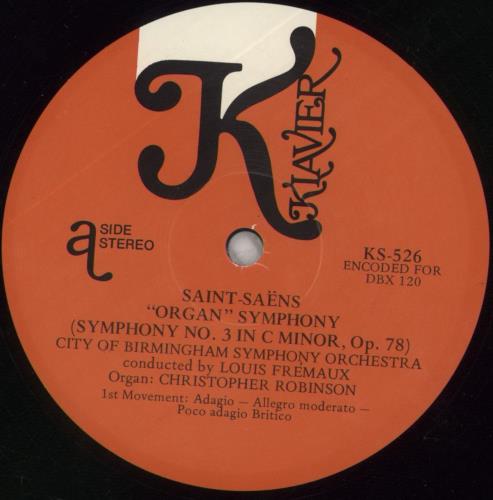 K
KLAVIER
a SIDE
STEREO
KS-526
ENCODED FOR
DBX 120
SAINT-SAËNS
“ORGAN” SYMPHONY
(SYMPHONY NO. 3 IN C MINOR, Op. 78)
CITY OF BIRMINGHAM SYMPHONY ORCHESTRA
conducted by LOUIS FRÉMAUX
Organ: CHRISTOPHER ROBINSON
1st Movement: Adagio — Allegro moderato —
Poco adagio Britico